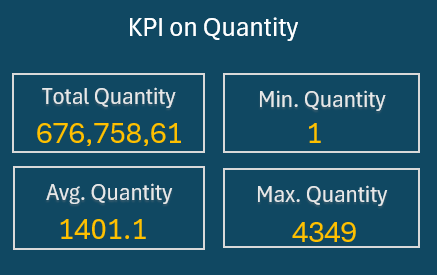 KPI on Quantity
Total Quantity
676,758,61
Min. Quantity
1
Avg. Quantity
1401.1
Max. Quantity
4349